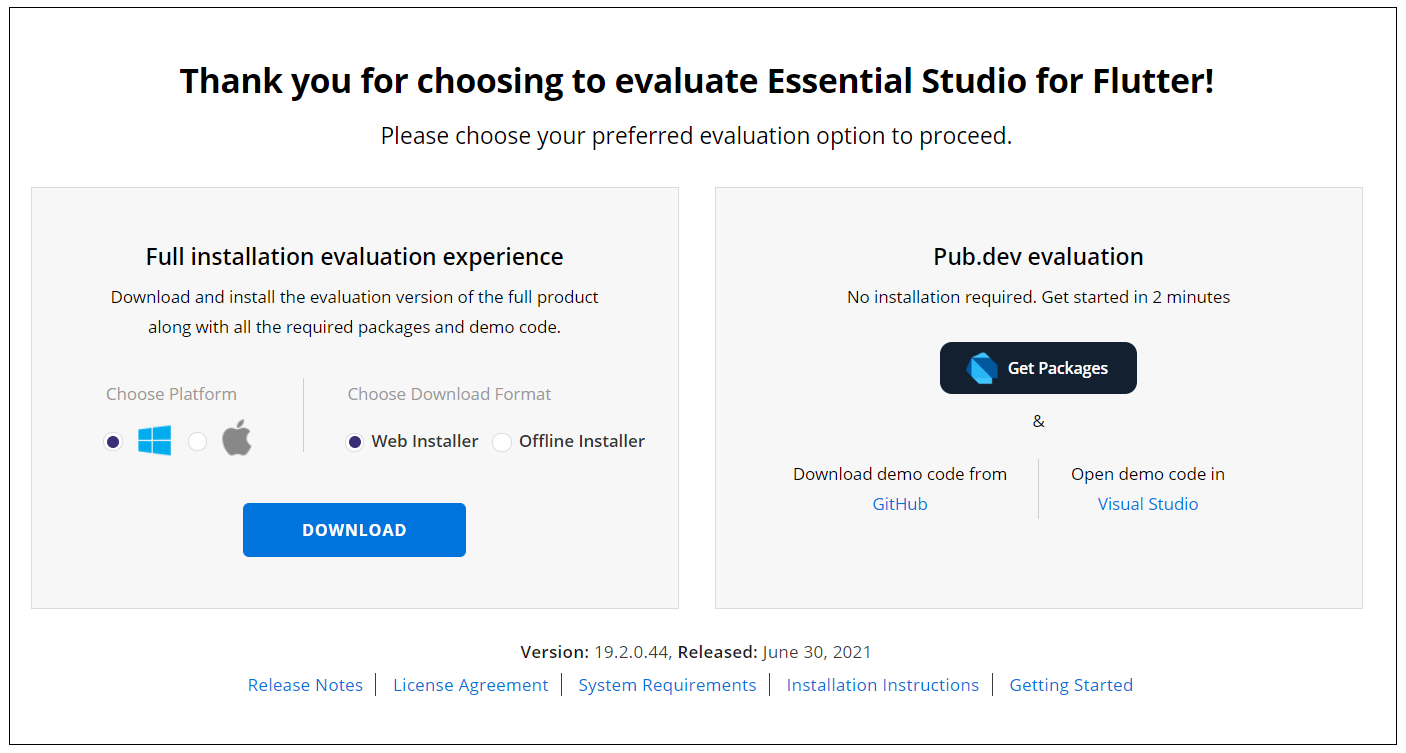 Thank you for choosing to evaluate Essential Studio for Flutter!
Please choose your preferred evaluation option to proceed.
Full installation evaluation experience
Download and install the evaluation version of the full product
along with all the required packages and demo code.
Choose Platform
Choose Download Format
Web Installer
Offline Installer
DOWNLOAD
Pub.dev evaluation
No installation required. Get started in 2 minutes
Get Packages
&
Download demo code from
GitHub
Open demo code in
Visual Studio
Version: 19.2.0.44, Released: June 30, 2021
Release Notes | License Agreement | System Requirements | Installation Instructions | Getting Started